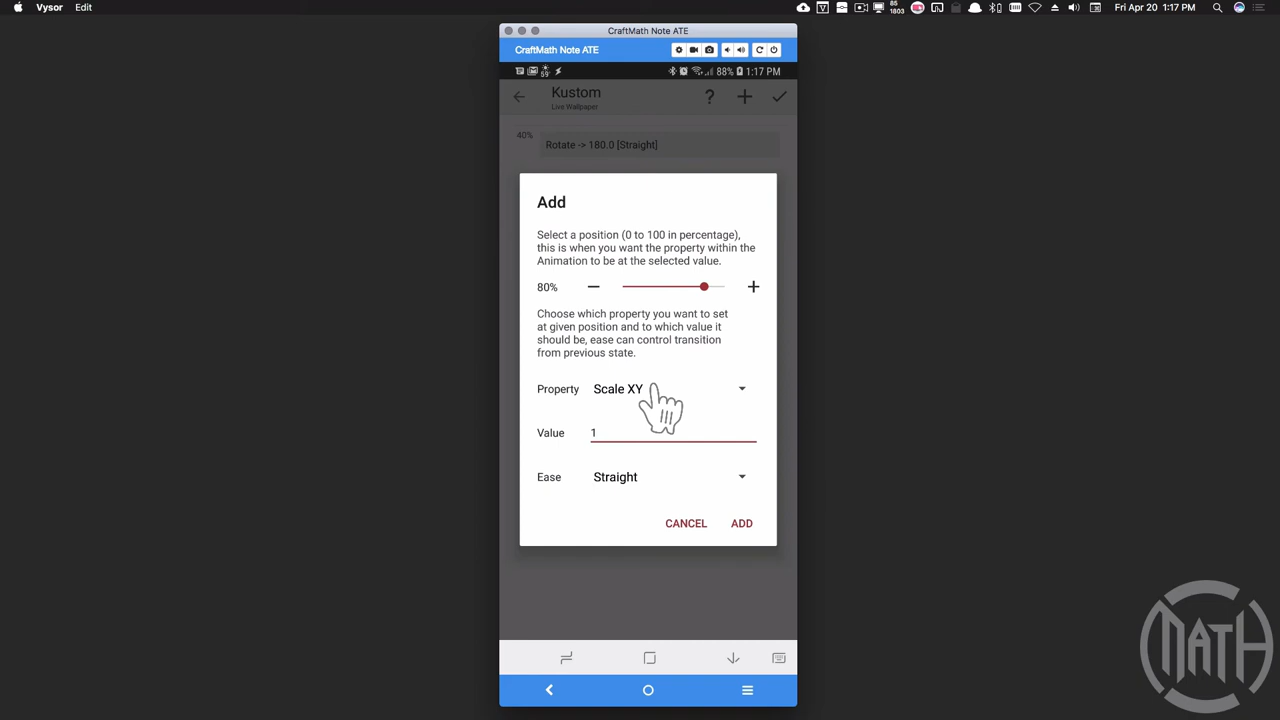 Vysor Edit
85
1803
Fri Apr 20 1:17 PM
CraftMath Note ATE
CraftMath Note ATE
59
88% 1:17 PM
Kustom
Live Wallpaper
?
40%
Rotate -> 180.0 [Straight]
Add
Select a position (0 to 100 in percentage),
this is when you want the property within the
Animation to be at the selected value.
80%
Choose which property you want to set
at given position and to which value it
should be, ease can control transition
from previous state.
Property Scale XY
Value 1
Ease Straight
CANCEL ADD
MATH